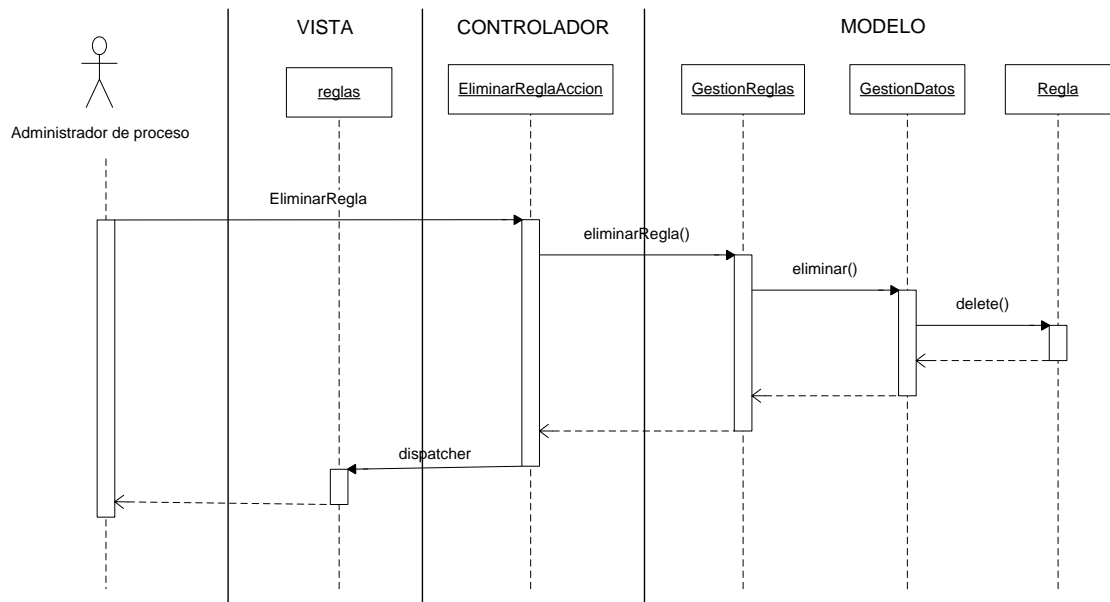 VISTA
CONTROLADOR
MODELO
reglas
EliminarReglaAccion
GestionReglas
GestionDatos
Regla
Administrador de proceso
EliminarRegla
eliminarRegla()
eliminar()
delete()
dispatcher